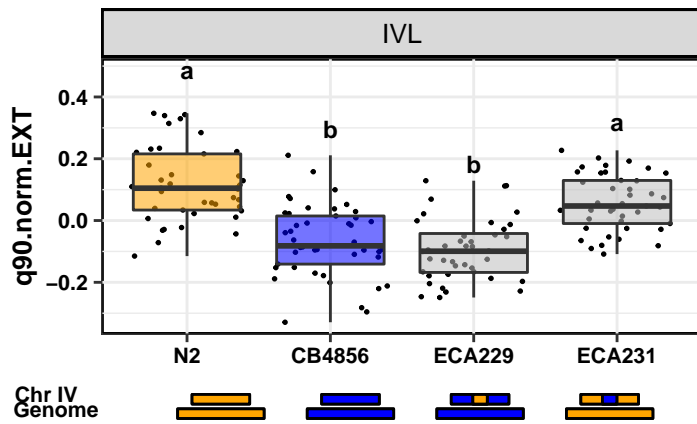 IVL
a
b
b
a
q90.norm.EXT
0.4
0.2
0.0
−0.2
N2 CB4856 ECA229 ECA231
Chr IV
Genome